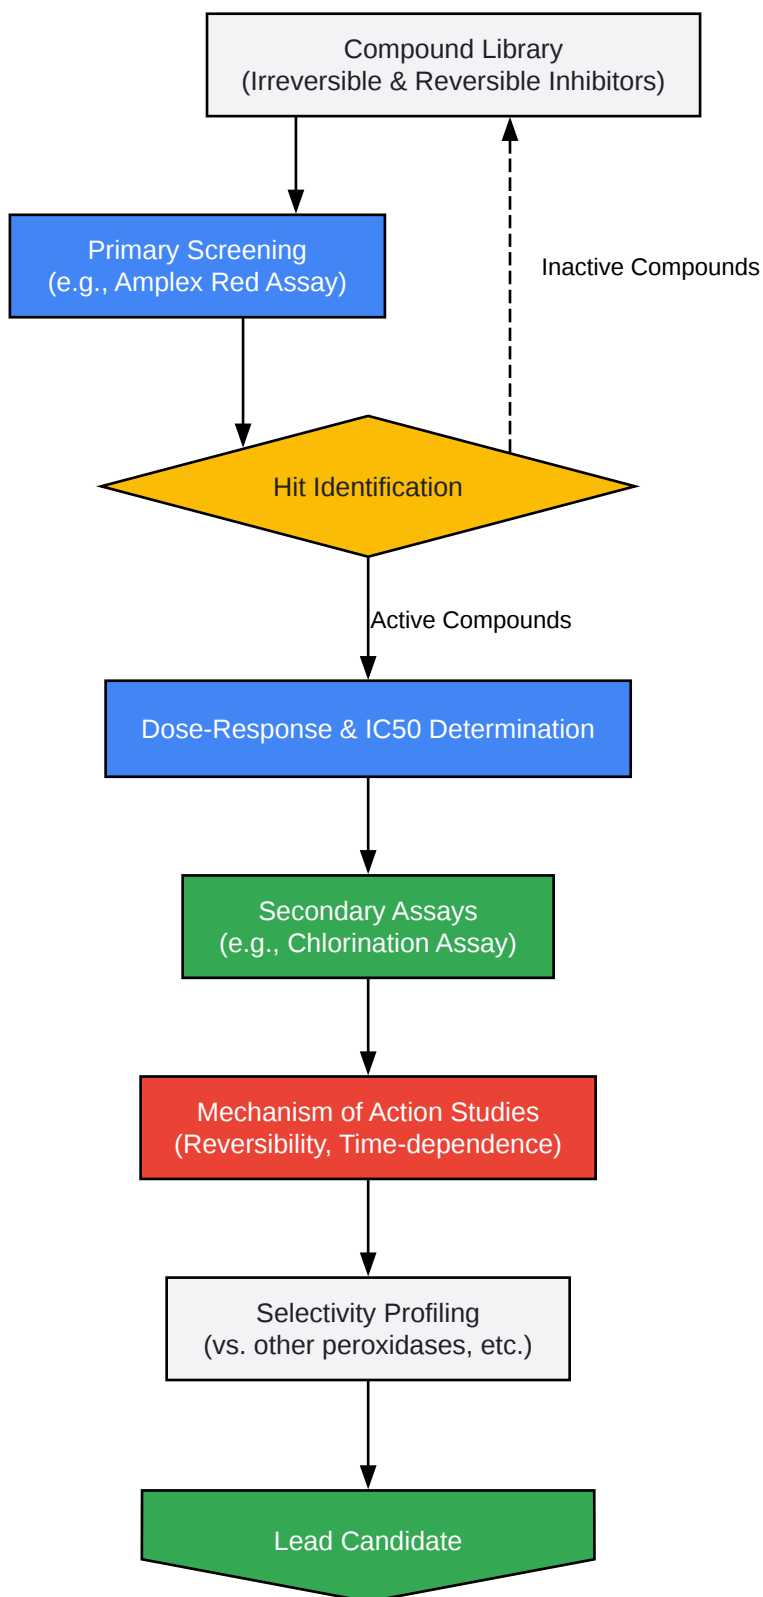 Compound Library
(Irreversible & Reversible Inhibitors)
Primary Screening
(e.g., Amplex Red Assay)
Inactive Compounds
Hit Identification
Active Compounds
Dose-Response & IC50 Determination
Secondary Assays
(e.g., Chlorination Assay)
Mechanism of Action Studies
(Reversibility, Time-dependence)
Selectivity Profiling
(vs. other peroxidases, etc.)
Lead Candidate